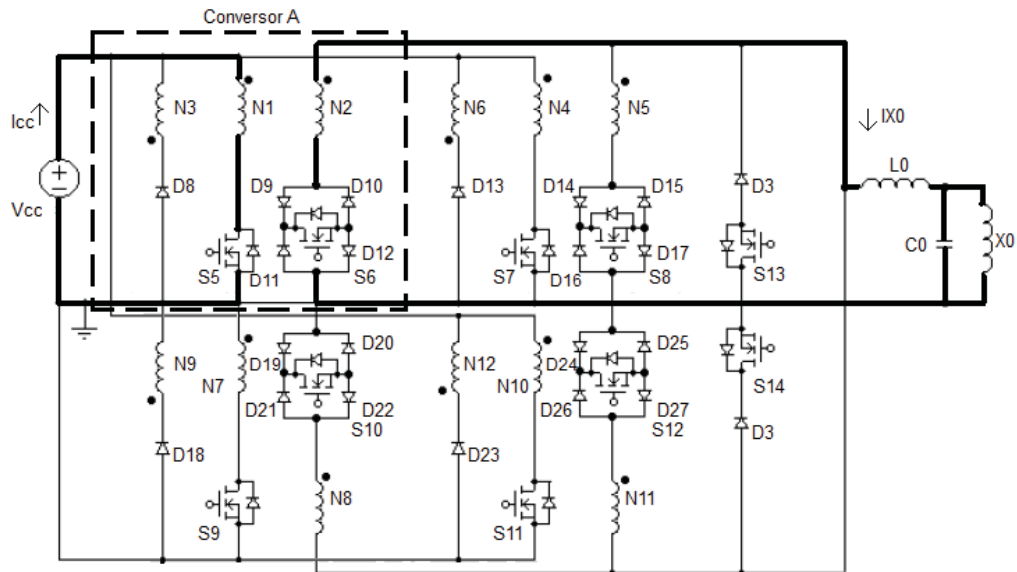 Conversor A
Icc
Vcc
N3
N1
N2
N6
N4
N5
IX0
L0
C0
X0
D8
D9
D10
D11
D12
S5
S6
D13
D14
D15
D16
D17
S7
S8
D3
S13
N9
N7
D19
D20
D21
D22
S10
N12
N10
D24
D25
D26
D27
S12
S14
D3
D18
S9
N8
D23
S11
N11